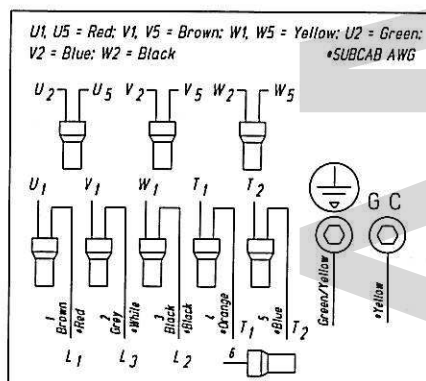 U1, U5 = Red: V1, V5 = Brown: W1, W5 = Yellow: U2 = Green:
V2 = Blue: W2 = Black
*SUBCAB AWG
U2 U5 V2 V5 W2 W5
U1 V1 W1 T1 T2
G C
1 Brown *Red
2 Grey *White
3 Black *Black
4 *Orange
5 *Blue
Green/Yellow
*Yellow
L1 L3 L2
T1 T2
6